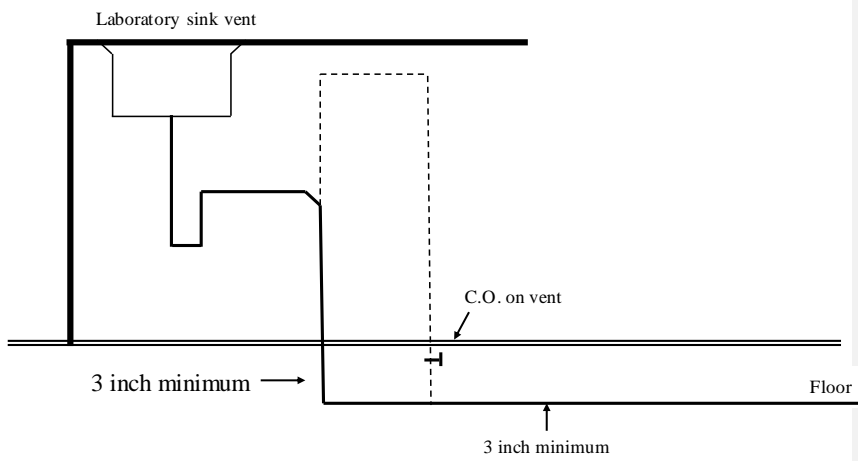 Laboratory sink vent
C.O. on vent
3 inch minimum
Floor
3 inch minimum